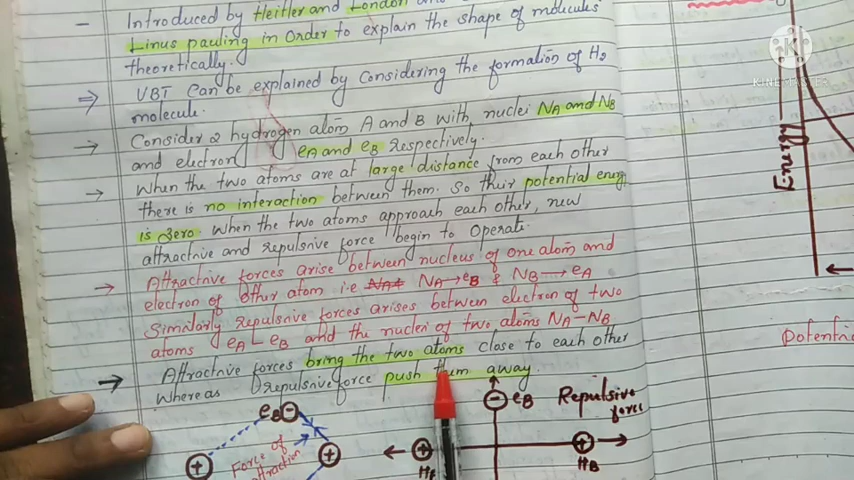 - Introduced by Heitler and London and
Linus pauling in order to explain the shape of molecules
theoretically.
⇒ VBT can be explained by considering the formation of H2
molecule.
→ Consider 2 hydrogen atom A and B with nuclei NA and NB
and electron eA and eB respectively.
→ when the two atoms are at large distance from each other
there is no interaction between them. So their potential energy
is zero when the two atoms approach each other, new
attractive and repulsive force begin to operate.
→ Attractive forces arise between nucleus of one atom and
electron of other atom i.e NA→eB & NB→eA
Similarly repulsive forces arises between electron of two
atoms eA-eB and the nuclei of two atoms NA-NB
→ Attractive forces bring the two atoms close to each other
whereas repulsive force push them away.
eB
Force of
attraction
eB
Repulsive
force
HB
Energy
KINEMASTER